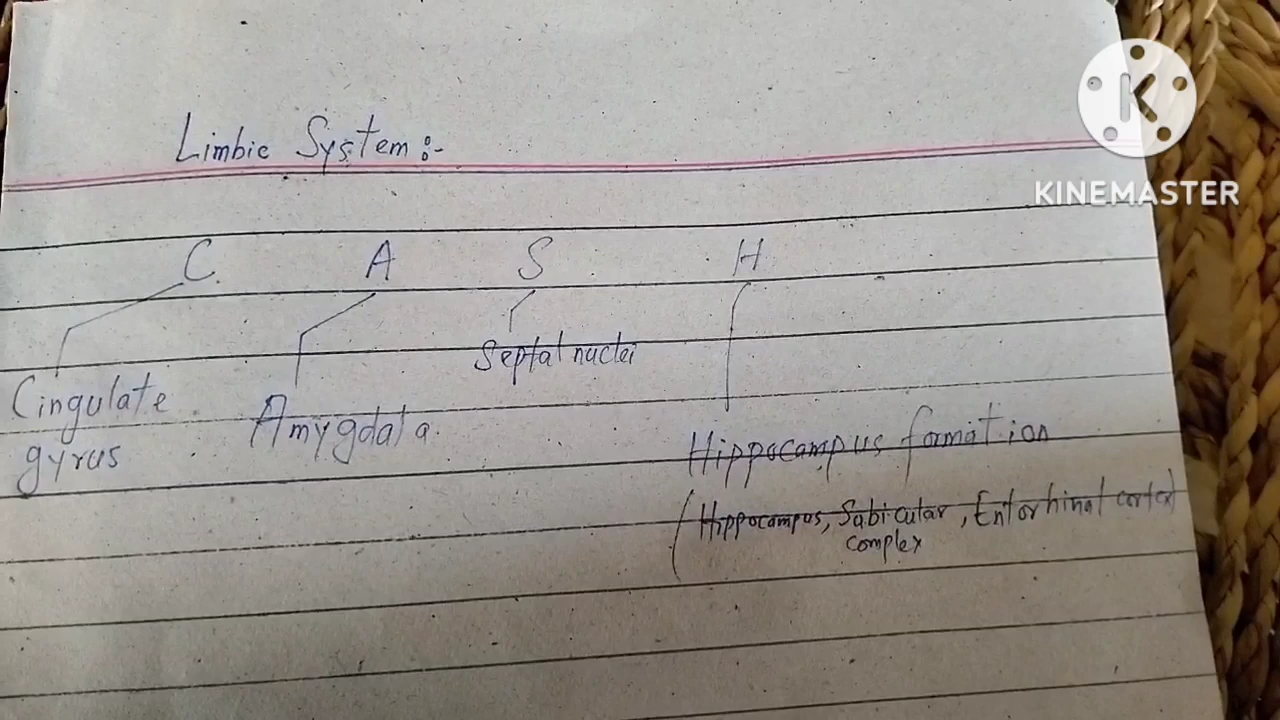 Limbic System :-
C A S H
Septal nuclei
Cingulate
gyrus
Amygdala
Hippocampus formation
(Hippocampus, Subicular, Entorhinal cortex
complex
KINEMASTER